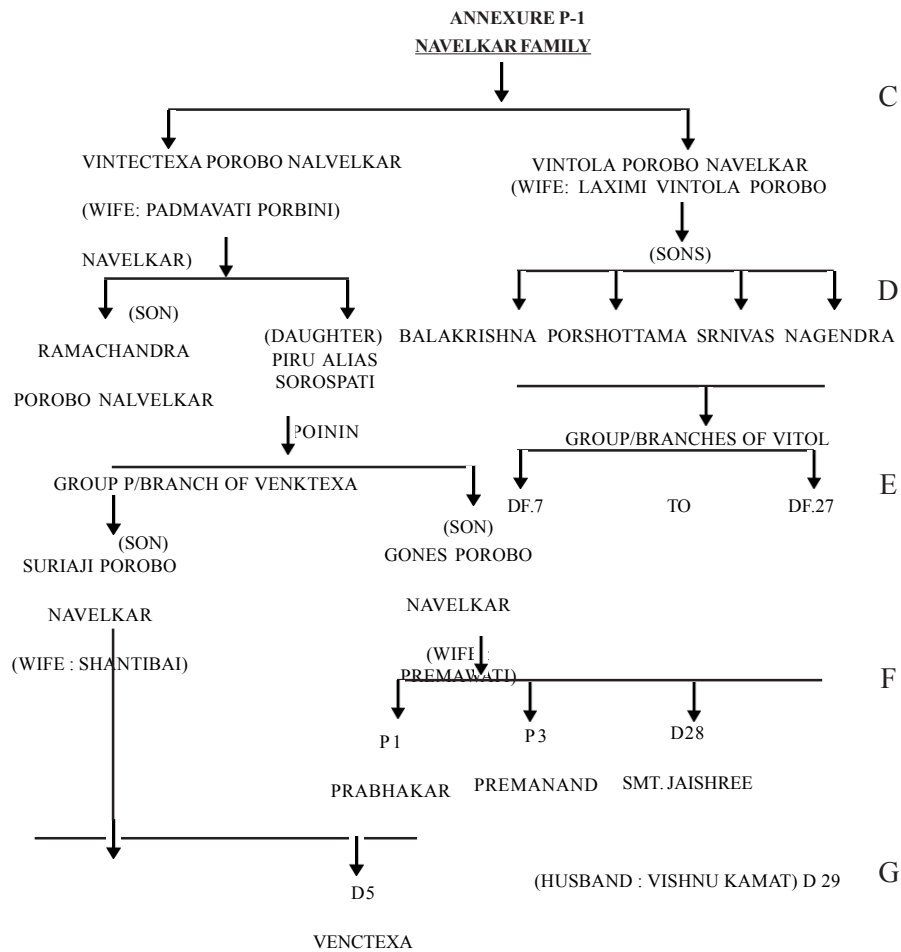 ANNEXURE P-1
NAVELKAR FAMILY
C
VINTECTEXA POROBO NALVELKAR
VINTOLA POROBO NAVELKAR
(WIFE: LAXIMI VINTOLA POROBO
(WIFE: PADMAVATI PORBINI)
NAVELKAR)
(SONS)
D
(SON)
RAMACHANDRA
POROBO NALVELKAR
(DAUGHTER)
PIRU ALIAS
SOROSPATI
BALAKRISHNA PORSHOTTAMA SRNIVAS NAGENDRA
POININ
GROUP/BRANCHES OF VITOL
GROUP P/BRANCH OF VENKTEXA
E
DF.7 TO DF.27
(SON)
SURIAJI POROBO
NAVELKAR
(WIFE : SHANTIBAI)
(SON)
GONES POROBO
NAVELKAR
(WIFE :
PREMAWATI)
F
P 1 P 3 D28
PRABHAKAR PREMANAND SMT. JAISHREE
D5
(HUSBAND : VISHNU KAMAT) D 29
G
VENCTEXA